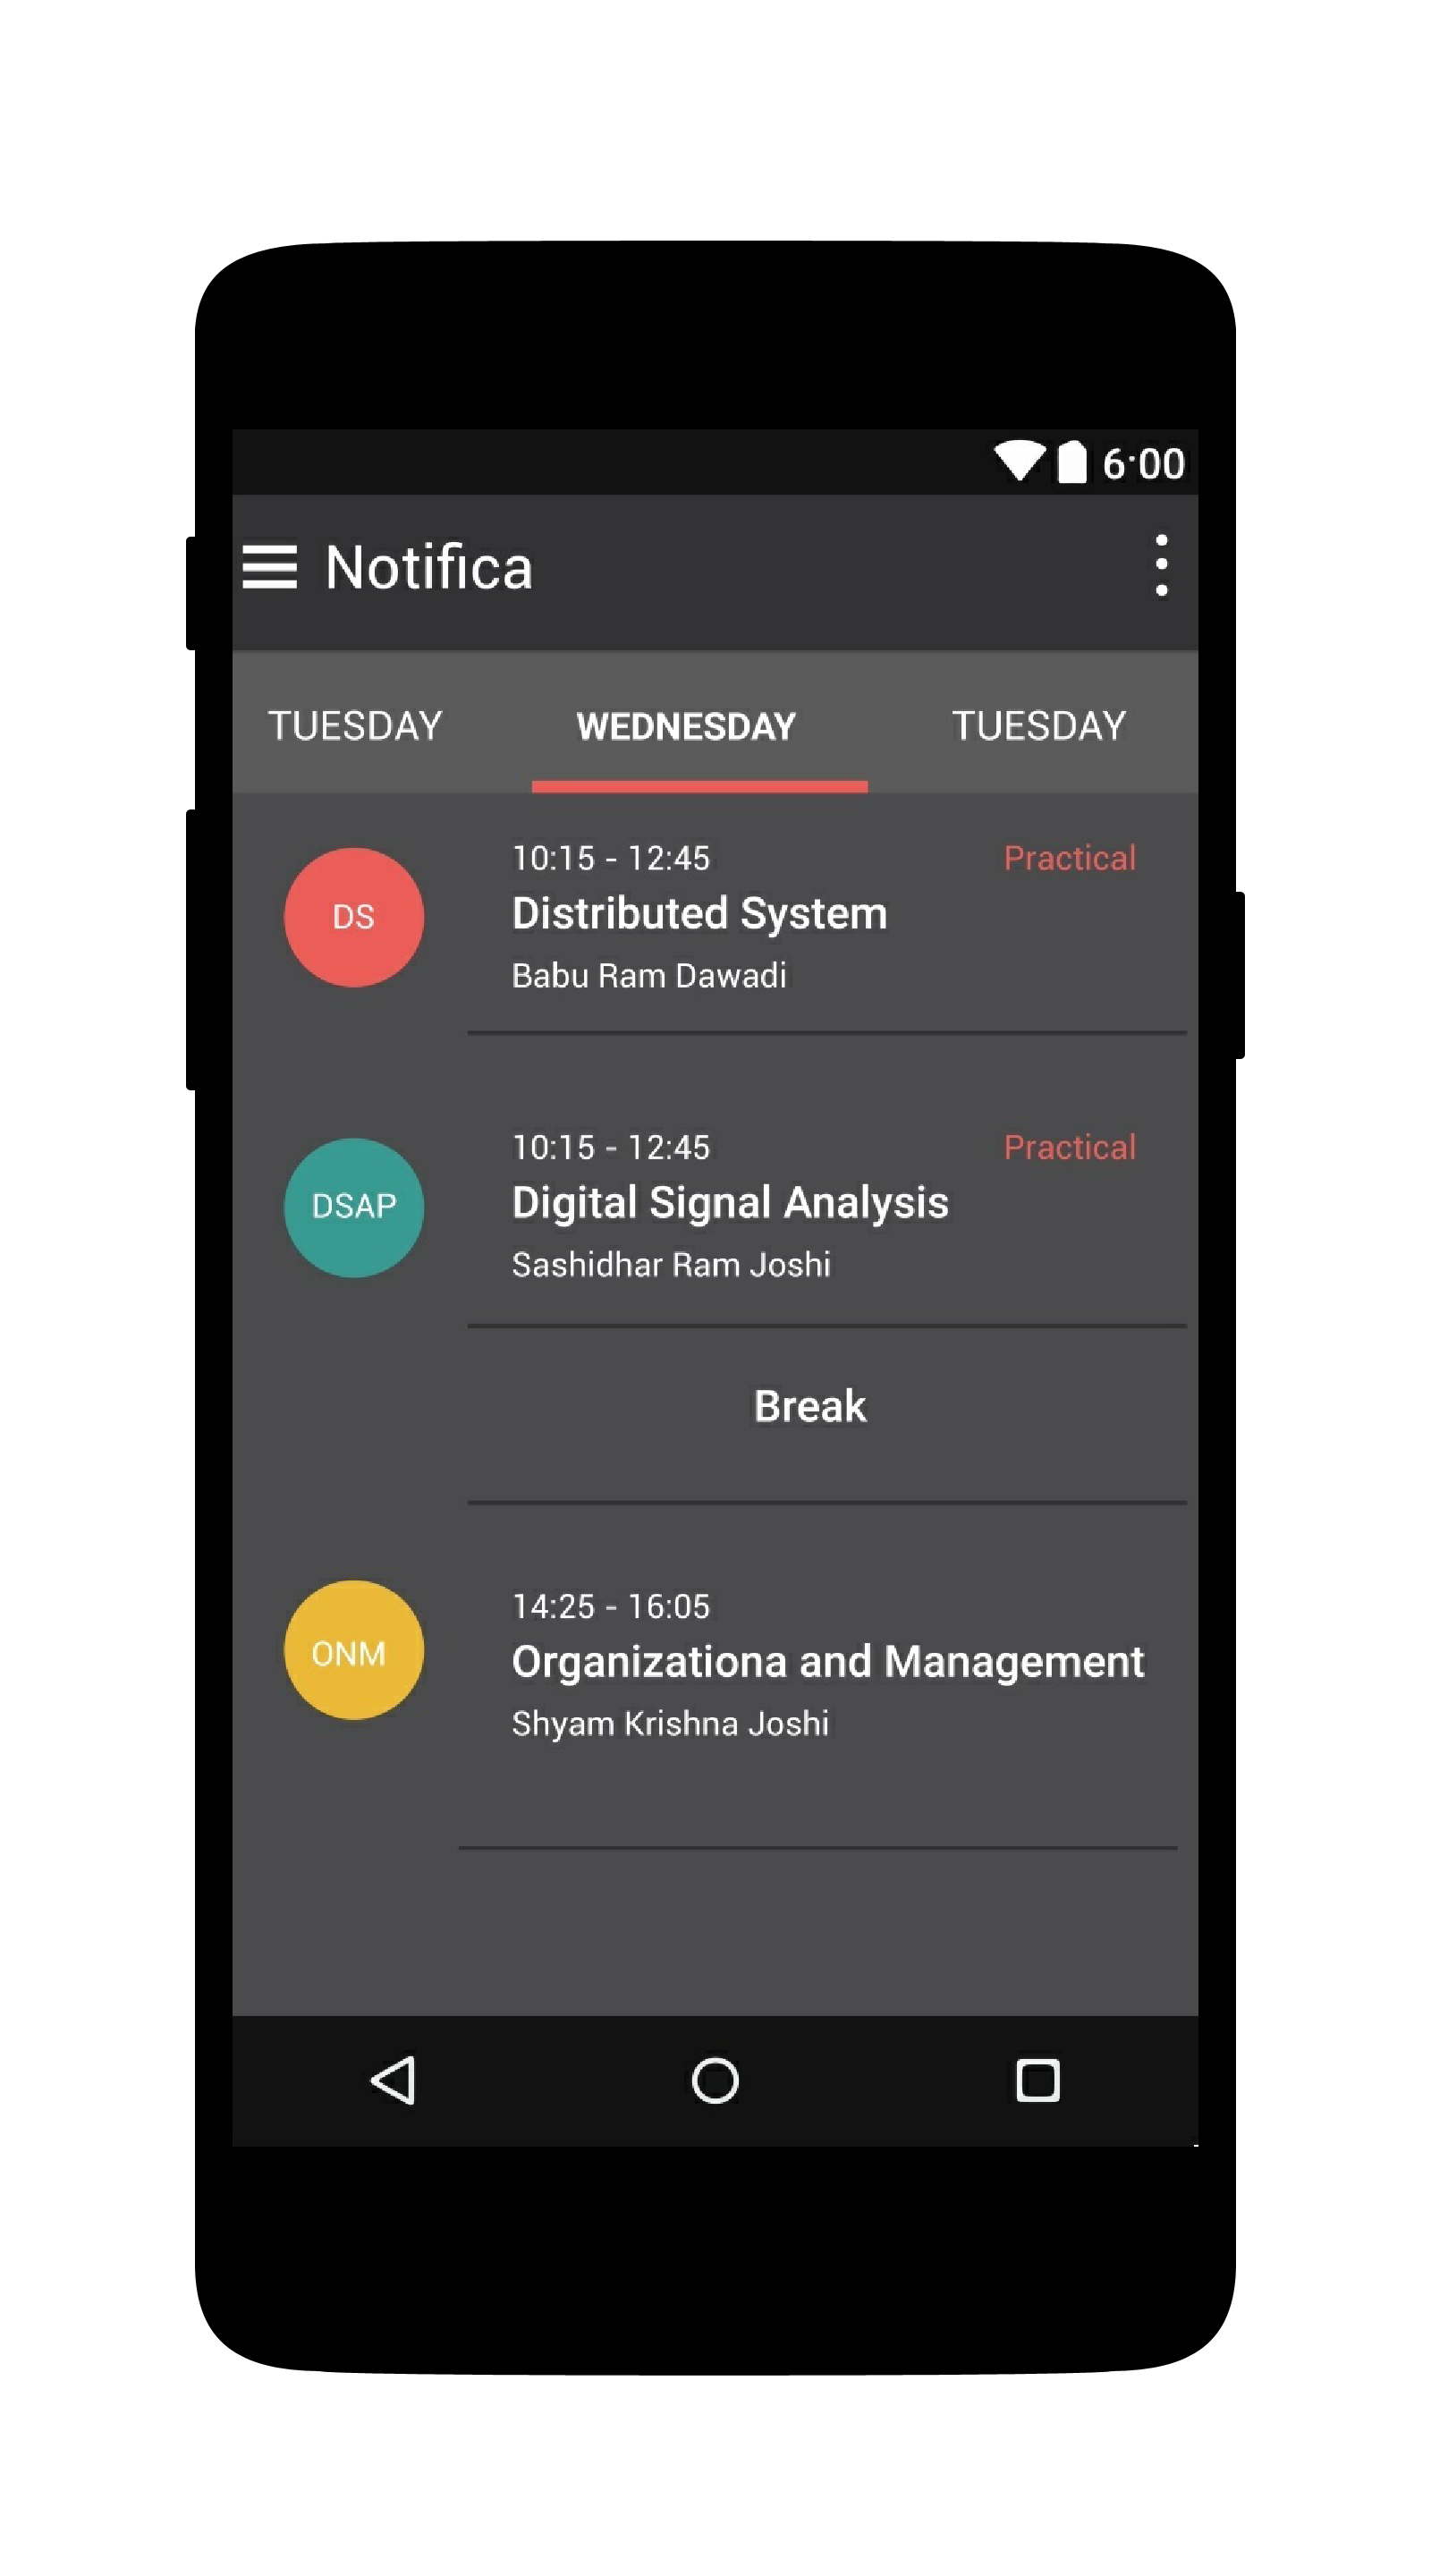 6:00
Notifica
TUESDAY WEDNESDAY TUESDAY
10:15 - 12:45 Practical
DS
Distributed System
Babu Ram Dawadi
10:15 - 12:45 Practical
DSAP
Digital Signal Analysis
Sashidhar Ram Joshi
Break
14:25 - 16:05
ONM
Organizationa and Management
Shyam Krishna Joshi